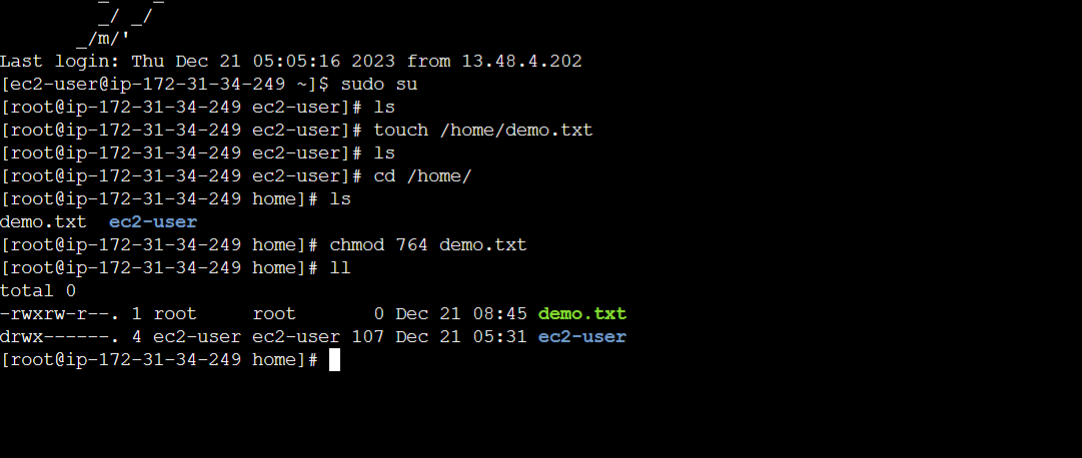 _/ _/
_/m/'
Last login: Thu Dec 21 05:05:16 2023 from 13.48.4.202
[ec2-user@ip-172-31-34-249 ~]$ sudo su
[root@ip-172-31-34-249 ec2-user]# ls
[root@ip-172-31-34-249 ec2-user]# touch /home/demo.txt
[root@ip-172-31-34-249 ec2-user]# ls
[root@ip-172-31-34-249 ec2-user]# cd /home/
[root@ip-172-31-34-249 home]# ls
demo.txt  ec2-user
[root@ip-172-31-34-249 home]# chmod 764 demo.txt
[root@ip-172-31-34-249 home]# ll
total 0
-rwxrw-r--. 1 root     root       0 Dec 21 08:45 demo.txt
drwx------. 4 ec2-user ec2-user 107 Dec 21 05:31 ec2-user
[root@ip-172-31-34-249 home]#